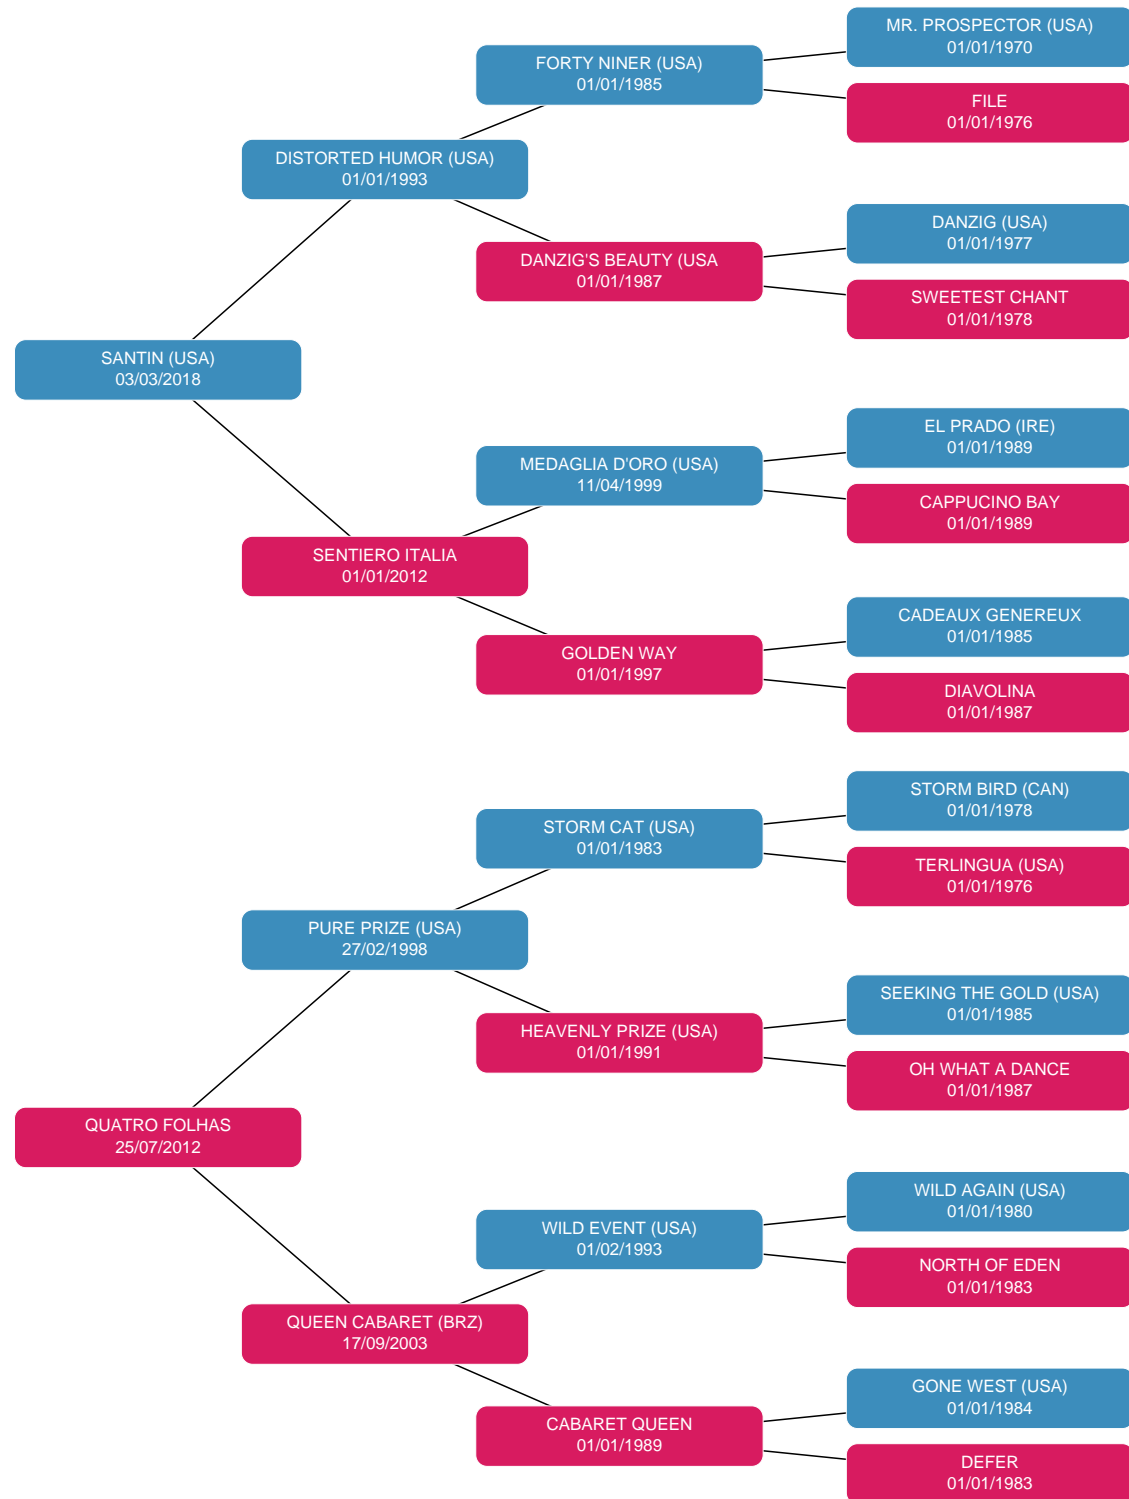 MR. PROSPECTOR (USA)
01/01/1970
FORTY NINER (USA)
01/01/1985
FILE
01/01/1976
DISTORTED HUMOR (USA)
01/01/1993
DANZIG (USA)
01/01/1977
DANZIG'S BEAUTY (USA
01/01/1987
SWEETEST CHANT
01/01/1978
SANTIN (USA)
03/03/2018
EL PRADO (IRE)
01/01/1989
MEDAGLIA D'ORO (USA)
11/04/1999
CAPPUCINO BAY
01/01/1989
SENTIERO ITALIA
01/01/2012
CADEAUX GENEREUX
01/01/1985
GOLDEN WAY
01/01/1997
DIAVOLINA
01/01/1987
STORM BIRD (CAN)
01/01/1978
STORM CAT (USA)
01/01/1983
TERLINGUA (USA)
01/01/1976
PURE PRIZE (USA)
27/02/1998
SEEKING THE GOLD (USA)
01/01/1985
HEAVENLY PRIZE (USA)
01/01/1991
OH WHAT A DANCE
01/01/1987
QUATRO FOLHAS
25/07/2012
WILD AGAIN (USA)
01/01/1980
WILD EVENT (USA)
01/02/1993
NORTH OF EDEN
01/01/1983
QUEEN CABARET (BRZ)
17/09/2003
GONE WEST (USA)
01/01/1984
CABARET QUEEN
01/01/1989
DEFER
01/01/1983